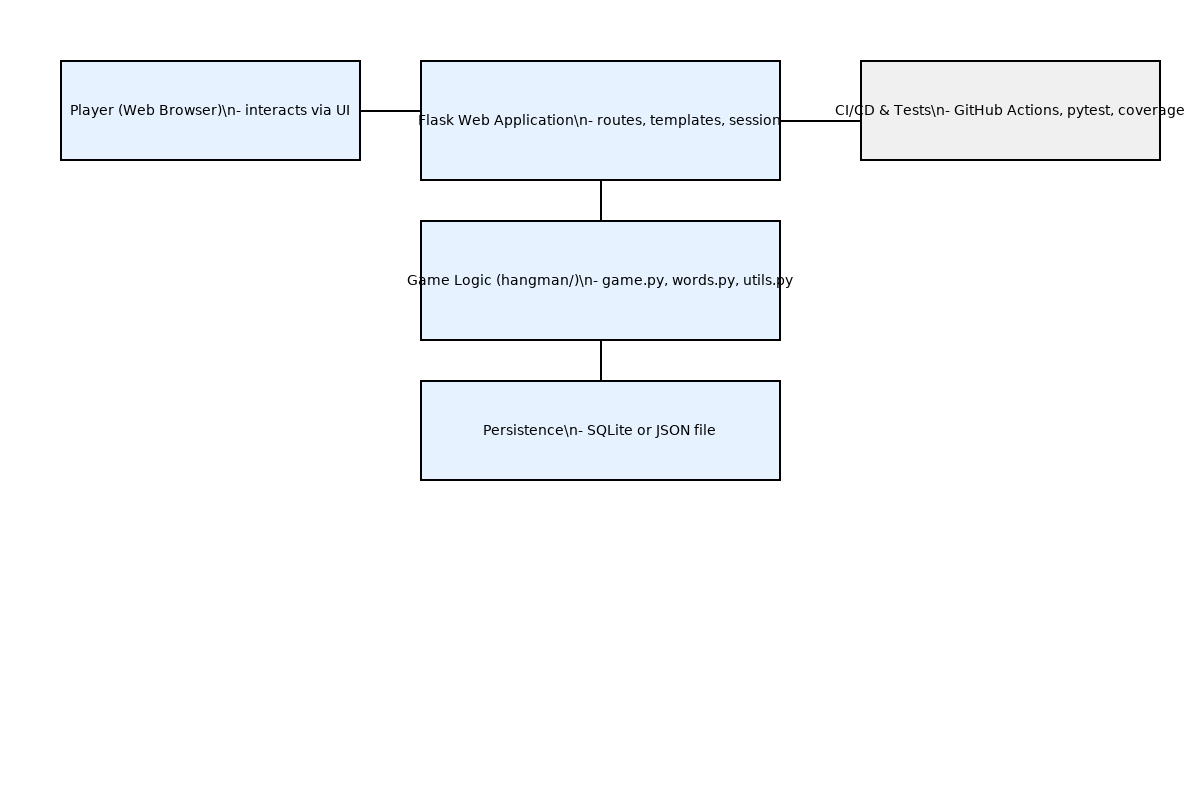 Player (Web Browser)\n- interacts via UI
Flask Web Application\n- routes, templates, session
CI/CD & Tests\n- GitHub Actions, pytest, coverage
Game Logic (hangman/)\n- game.py, words.py, utils.py
Persistence\n- SQLite or JSON file